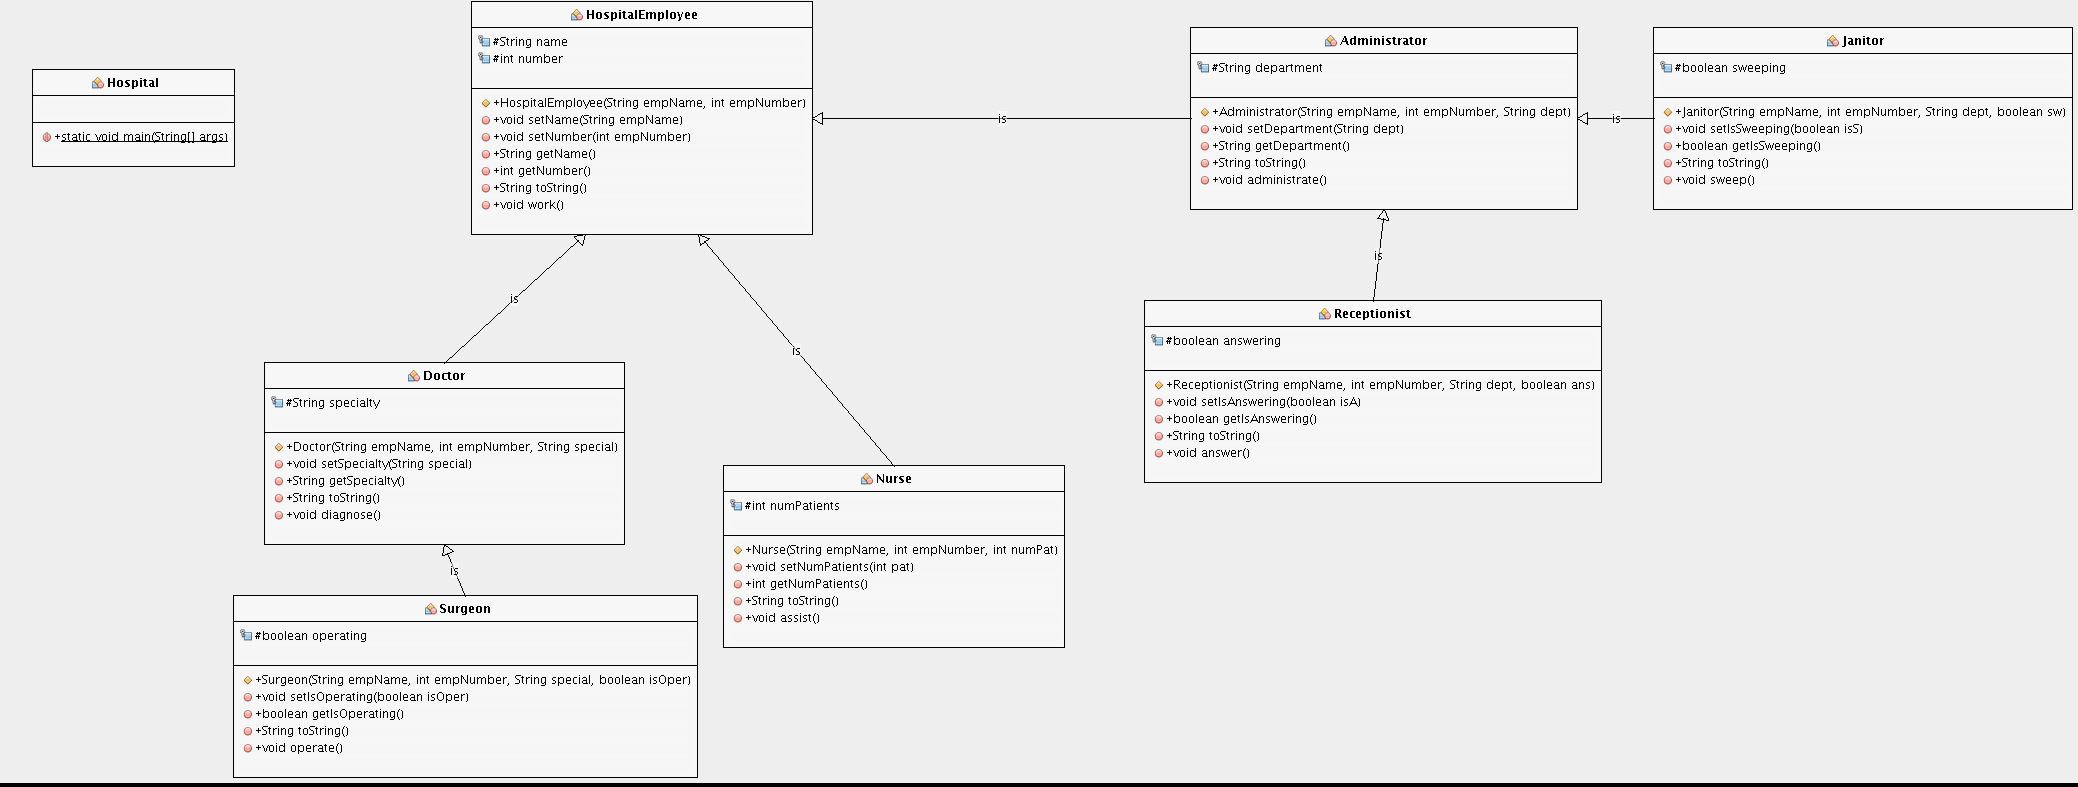 Hospital
+static void main(String[] args)
HospitalEmployee
#String name
#int number
+HospitalEmployee(String empName, int empNumber)
+void setName(String empName)
+void setNumber(int empNumber)
+String getName()
+int getNumber()
+String toString()
+void work()
is
Administrator
#String department
+Administrator(String empName, int empNumber, String dept)
+void setDepartment(String dept)
+String getDepartment()
+String toString()
+void administrate()
is
Janitor
#boolean sweeping
+Janitor(String empName, int empNumber, String dept, boolean sw)
+void setIsSweeping(boolean isS)
+boolean getIsSweeping()
+String toString()
+void sweep()
is
is
is
Receptionist
#boolean answering
+Receptionist(String empName, int empNumber, String dept, boolean ans)
+void setIsAnswering(boolean isA)
+boolean getIsAnswering()
+String toString()
+void answer()
Doctor
#String specialty
+Doctor(String empName, int empNumber, String special)
+void setSpecialty(String special)
+String getSpecialty()
+String toString()
+void diagnose()
Nurse
#int numPatients
+Nurse(String empName, int empNumber, int numPat)
+void setNumPatients(int pat)
+int getNumPatients()
+String toString()
+void assist()
is
Surgeon
#boolean operating
+Surgeon(String empName, int empNumber, String special, boolean isOper)
+void setIsOperating(boolean isOper)
+boolean getIsOperating()
+String toString()
+void operate()